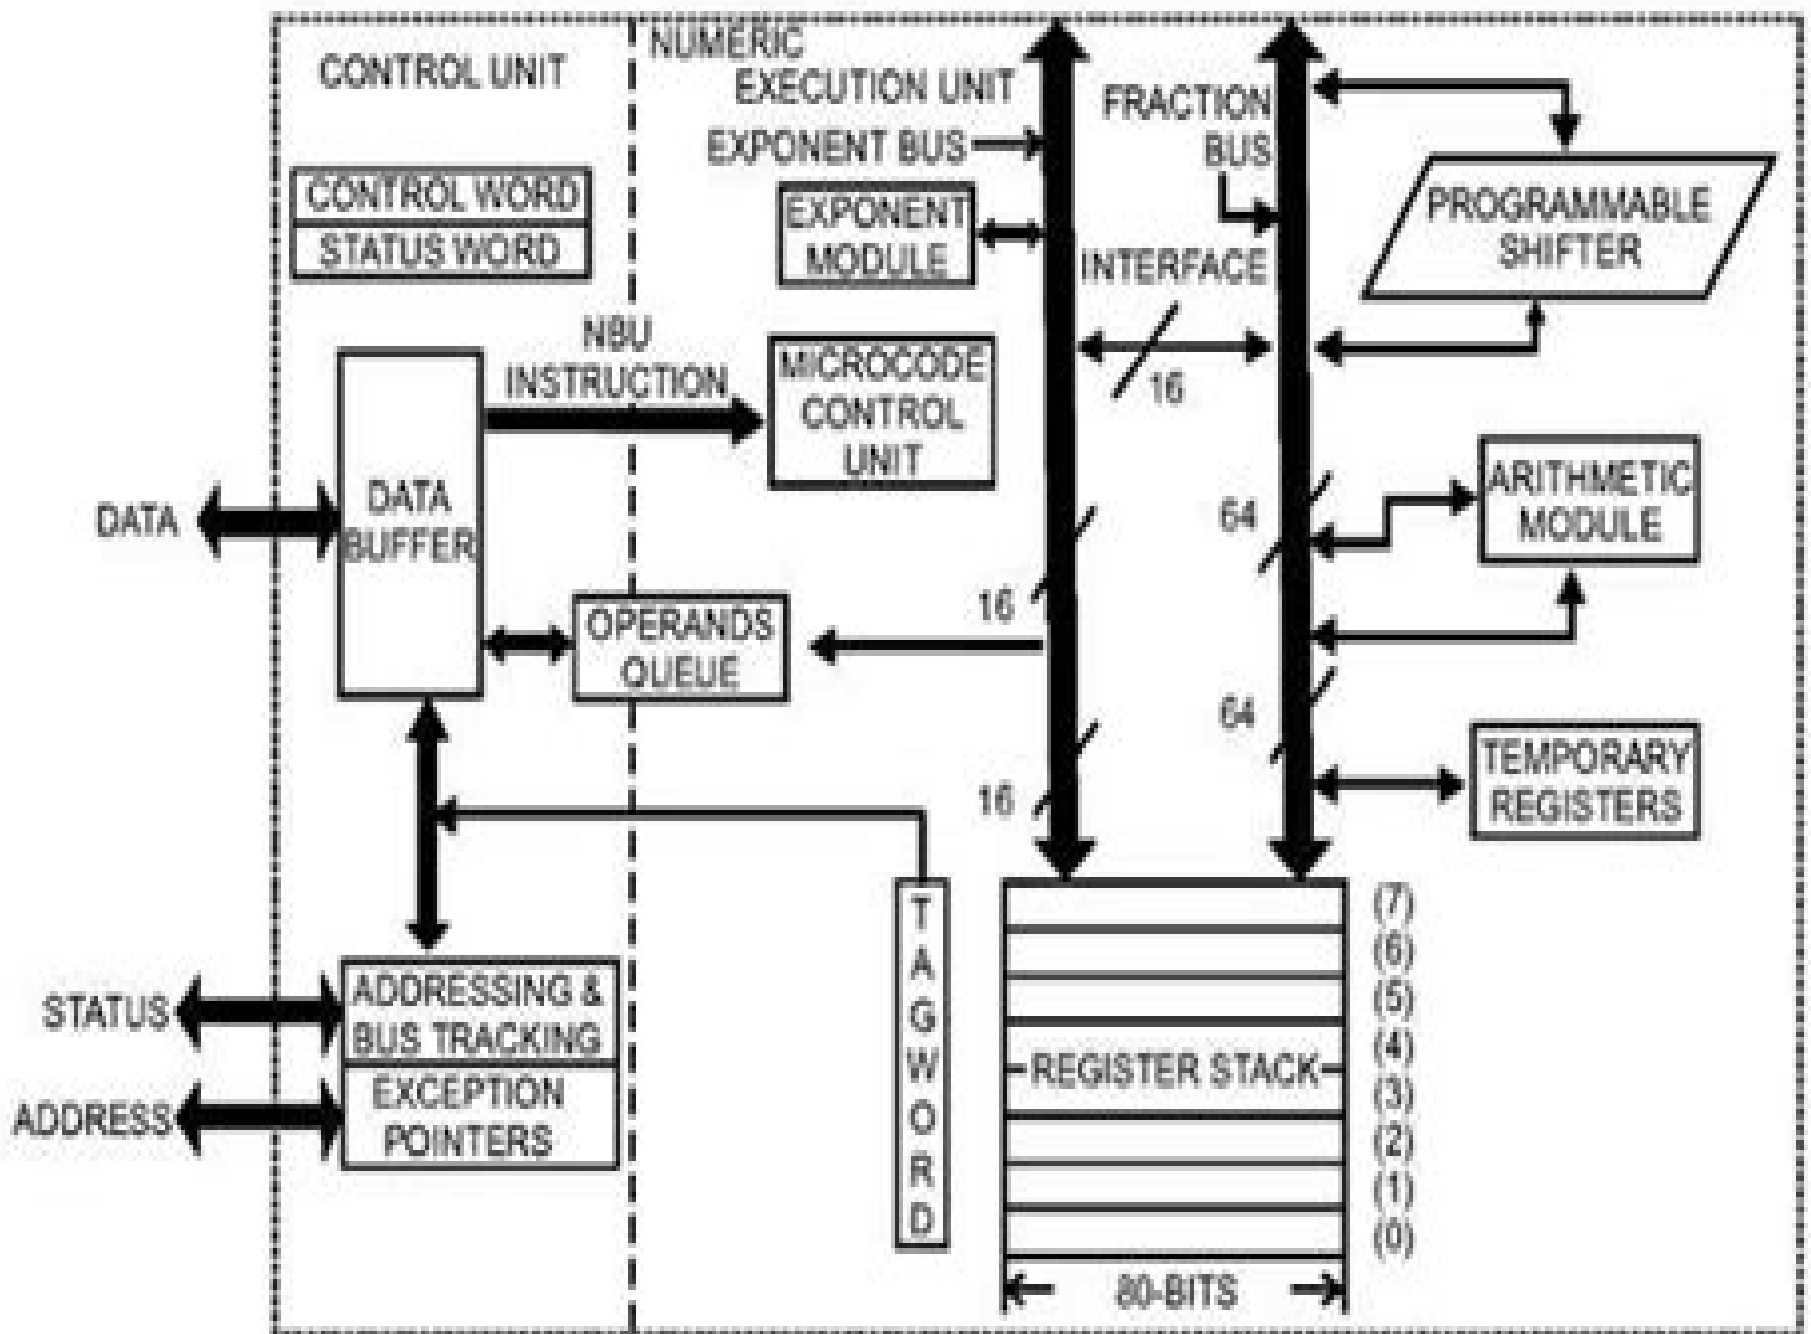 CONTROL UNIT
NUMERIC
EXECUTION UNIT
EXPONENT BUS
FRACTION
BUS
CONTROL WORD
STATUS WORD
EXPONENT
MODULE
INTERFACE
16
PROGRAMMABLE
SHIFTER
NBU
INSTRUCTION
MICROCODE
CONTROL
UNIT
DATA
DATA
BUFFER
64
ARITHMETIC
MODULE
16
OPERANDS
QUEUE
64
16
TEMPORARY
REGISTERS
TAGWORD
(7)
(6)
(5)
(4)
REGISTER STACK
(3)
(2)
(1)
(0)
80-BITS
STATUS
ADDRESSING &
BUS TRACKING
ADDRESS
EXCEPTION
POINTERS